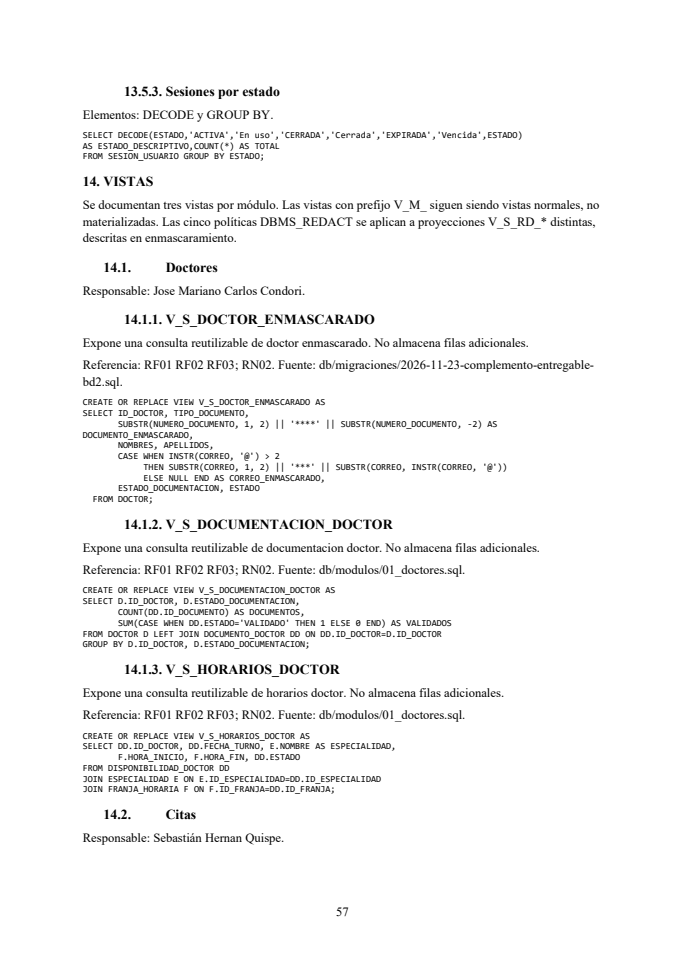 13.5.3. Sesiones por estado
Elementos: DECODE y GROUP BY.
SELECT DECODE(ESTADO,'ACTIVA','En uso','CERRADA','Cerrada','EXPIRADA','Vencida',ESTADO)
AS ESTADO_DESCRIPTIVO,COUNT(*) AS TOTAL
FROM SESION_USUARIO GROUP BY ESTADO;
14. VISTAS
Se documentan tres vistas por módulo. Las vistas con prefijo V_M_ siguen siendo vistas normales, no
materializadas. Las cinco políticas DBMS_REDACT se aplican a proyecciones V_S_RD_* distintas,
descritas en enmascaramiento.
14.1. Doctores
Responsable: Jose Mariano Carlos Condori.
14.1.1. V_S_DOCTOR_ENMASCARADO
Expone una consulta reutilizable de doctor enmascarado. No almacena filas adicionales.
Referencia: RF01 RF02 RF03; RN02. Fuente: db/migraciones/2026-11-23-complemento-entregable-
bd2.sql.
CREATE OR REPLACE VIEW V_S_DOCTOR_ENMASCARADO AS
SELECT ID_DOCTOR, TIPO_DOCUMENTO,
SUBSTR(NUMERO_DOCUMENTO, 1, 2) || '****' || SUBSTR(NUMERO_DOCUMENTO, -2) AS
DOCUMENTO_ENMASCARADO,
NOMBRES, APELLIDOS,
CASE WHEN INSTR(CORREO, '@') > 2
THEN SUBSTR(CORREO, 1, 2) || '***' || SUBSTR(CORREO, INSTR(CORREO, '@'))
ELSE NULL END AS CORREO_ENMASCARADO,
ESTADO_DOCUMENTACION, ESTADO
FROM DOCTOR;
14.1.2. V_S_DOCUMENTACION_DOCTOR
Expone una consulta reutilizable de documentacion doctor. No almacena filas adicionales.
Referencia: RF01 RF02 RF03; RN02. Fuente: db/modulos/01_doctores.sql.
CREATE OR REPLACE VIEW V_S_DOCUMENTACION_DOCTOR AS
SELECT D.ID_DOCTOR, D.ESTADO_DOCUMENTACION,
COUNT(DD.ID_DOCUMENTO) AS DOCUMENTOS,
SUM(CASE WHEN DD.ESTADO='VALIDADO' THEN 1 ELSE 0 END) AS VALIDADOS
FROM DOCTOR D LEFT JOIN DOCUMENTO_DOCTOR DD ON DD.ID_DOCTOR=D.ID_DOCTOR
GROUP BY D.ID_DOCTOR, D.ESTADO_DOCUMENTACION;
14.1.3. V_S_HORARIOS_DOCTOR
Expone una consulta reutilizable de horarios doctor. No almacena filas adicionales.
Referencia: RF01 RF02 RF03; RN02. Fuente: db/modulos/01_doctores.sql.
CREATE OR REPLACE VIEW V_S_HORARIOS_DOCTOR AS
SELECT DD.ID_DOCTOR, DD.FECHA_TURNO, E.NOMBRE AS ESPECIALIDAD,
F.HORA_INICIO, F.HORA_FIN, DD.ESTADO
FROM DISPONIBILIDAD_DOCTOR DD
JOIN ESPECIALIDAD E ON E.ID_ESPECIALIDAD=DD.ID_ESPECIALIDAD
JOIN FRANJA_HORARIA F ON F.ID_FRANJA=DD.ID_FRANJA;
14.2. Citas
Responsable: Sebastián Hernan Quispe.
57